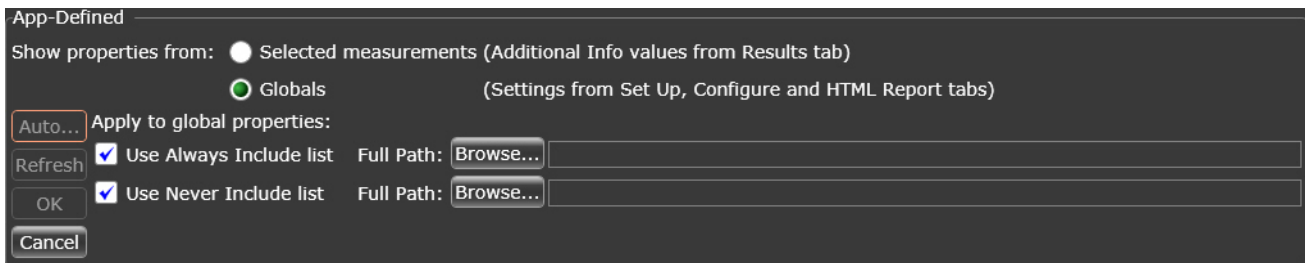 App-Defined
Show properties from: Selected measurements (Additional Info values from Results tab)
Globals (Settings from Set Up, Configure and HTML Report tabs)
Auto... Apply to global properties:
Refresh Use Always Include list Full Path: Browse...
OK Use Never Include list Full Path: Browse...
Cancel